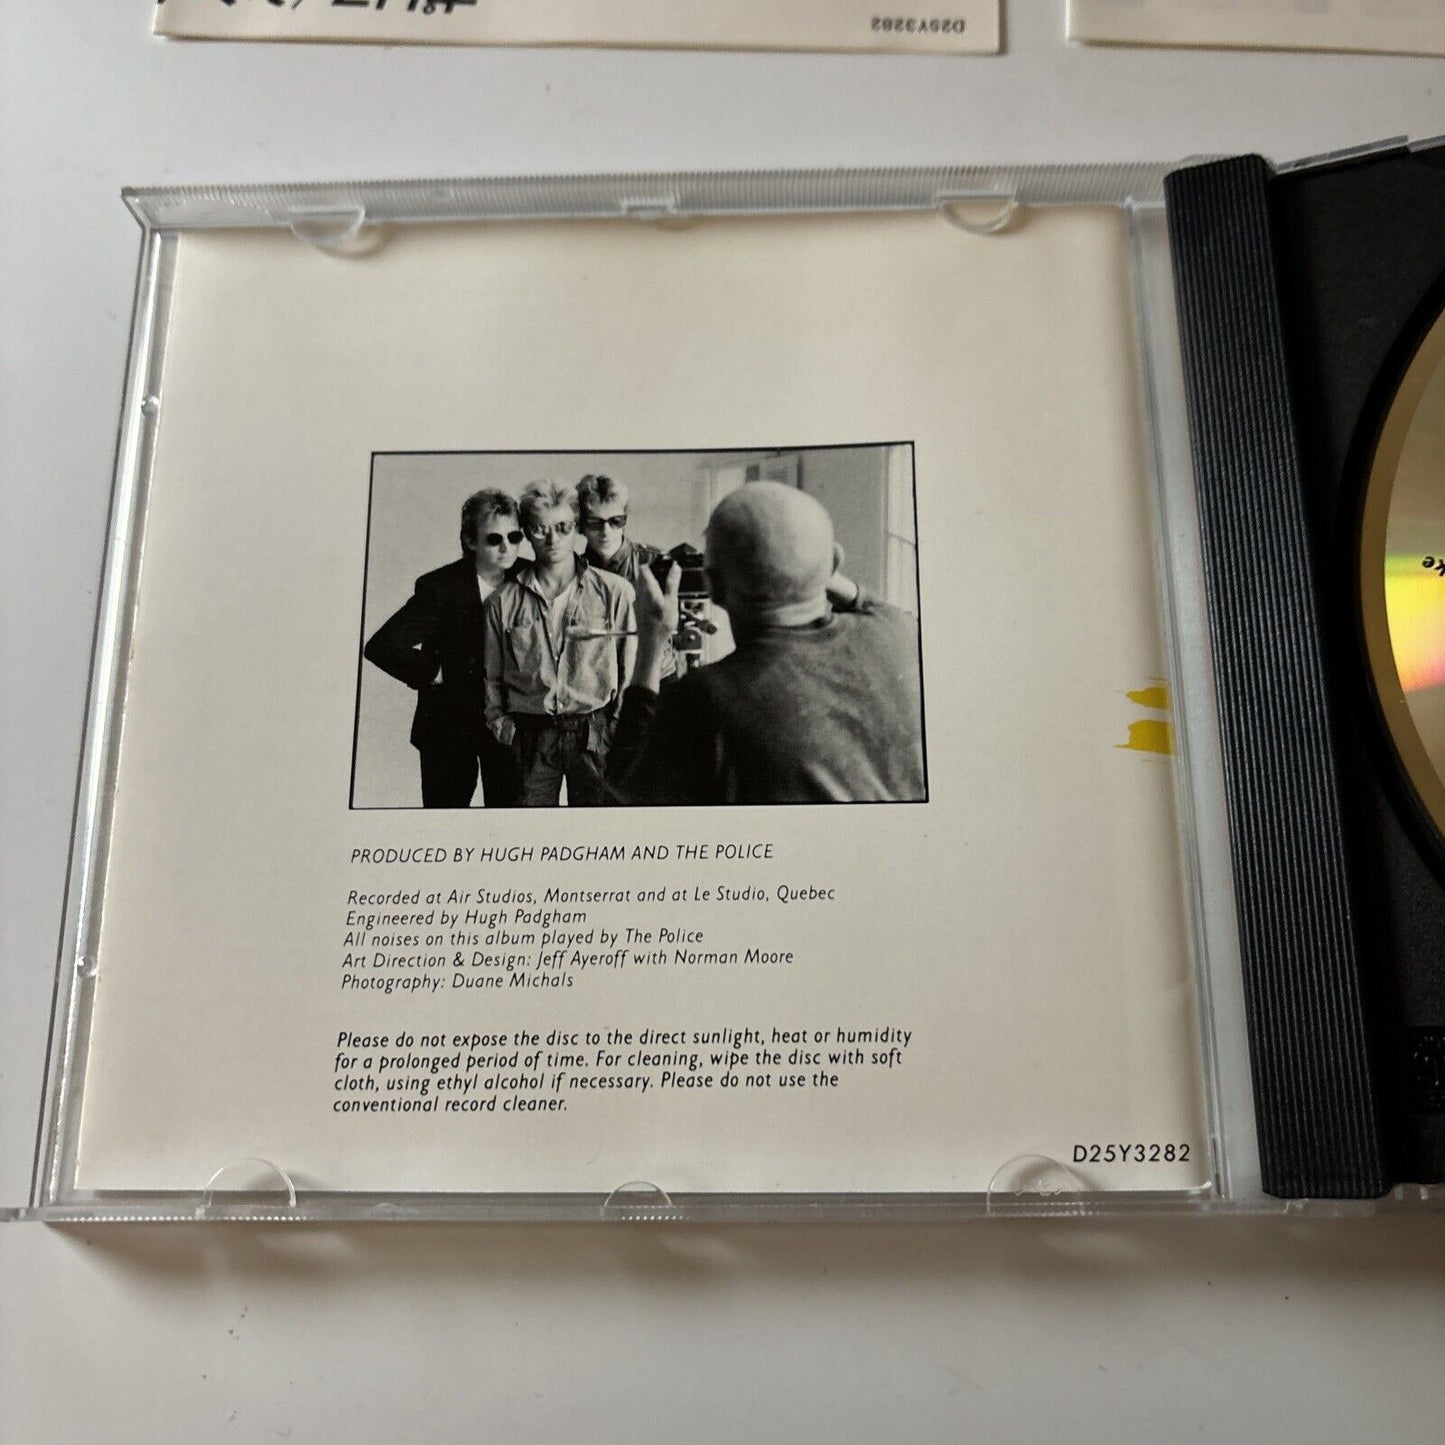 D25Y3282
PRODUCED BY HUGH PADGHAM AND THE POLICE
Recorded at Air Studios, Montserrat and at Le Studio, Quebec
Engineered by Hugh Padgham
All noises on this album played by The Police
Art Direction & Design: Jeff Ayeroff with Norman Moore
Photography: Duane Michals
Please do not expose the disc to the direct sunlight, heat or humidity
for a prolonged period of time. For cleaning, wipe the disc with soft
cloth, using ethyl alcohol if necessary. Please do not use the
conventional record cleaner.
D25Y3282